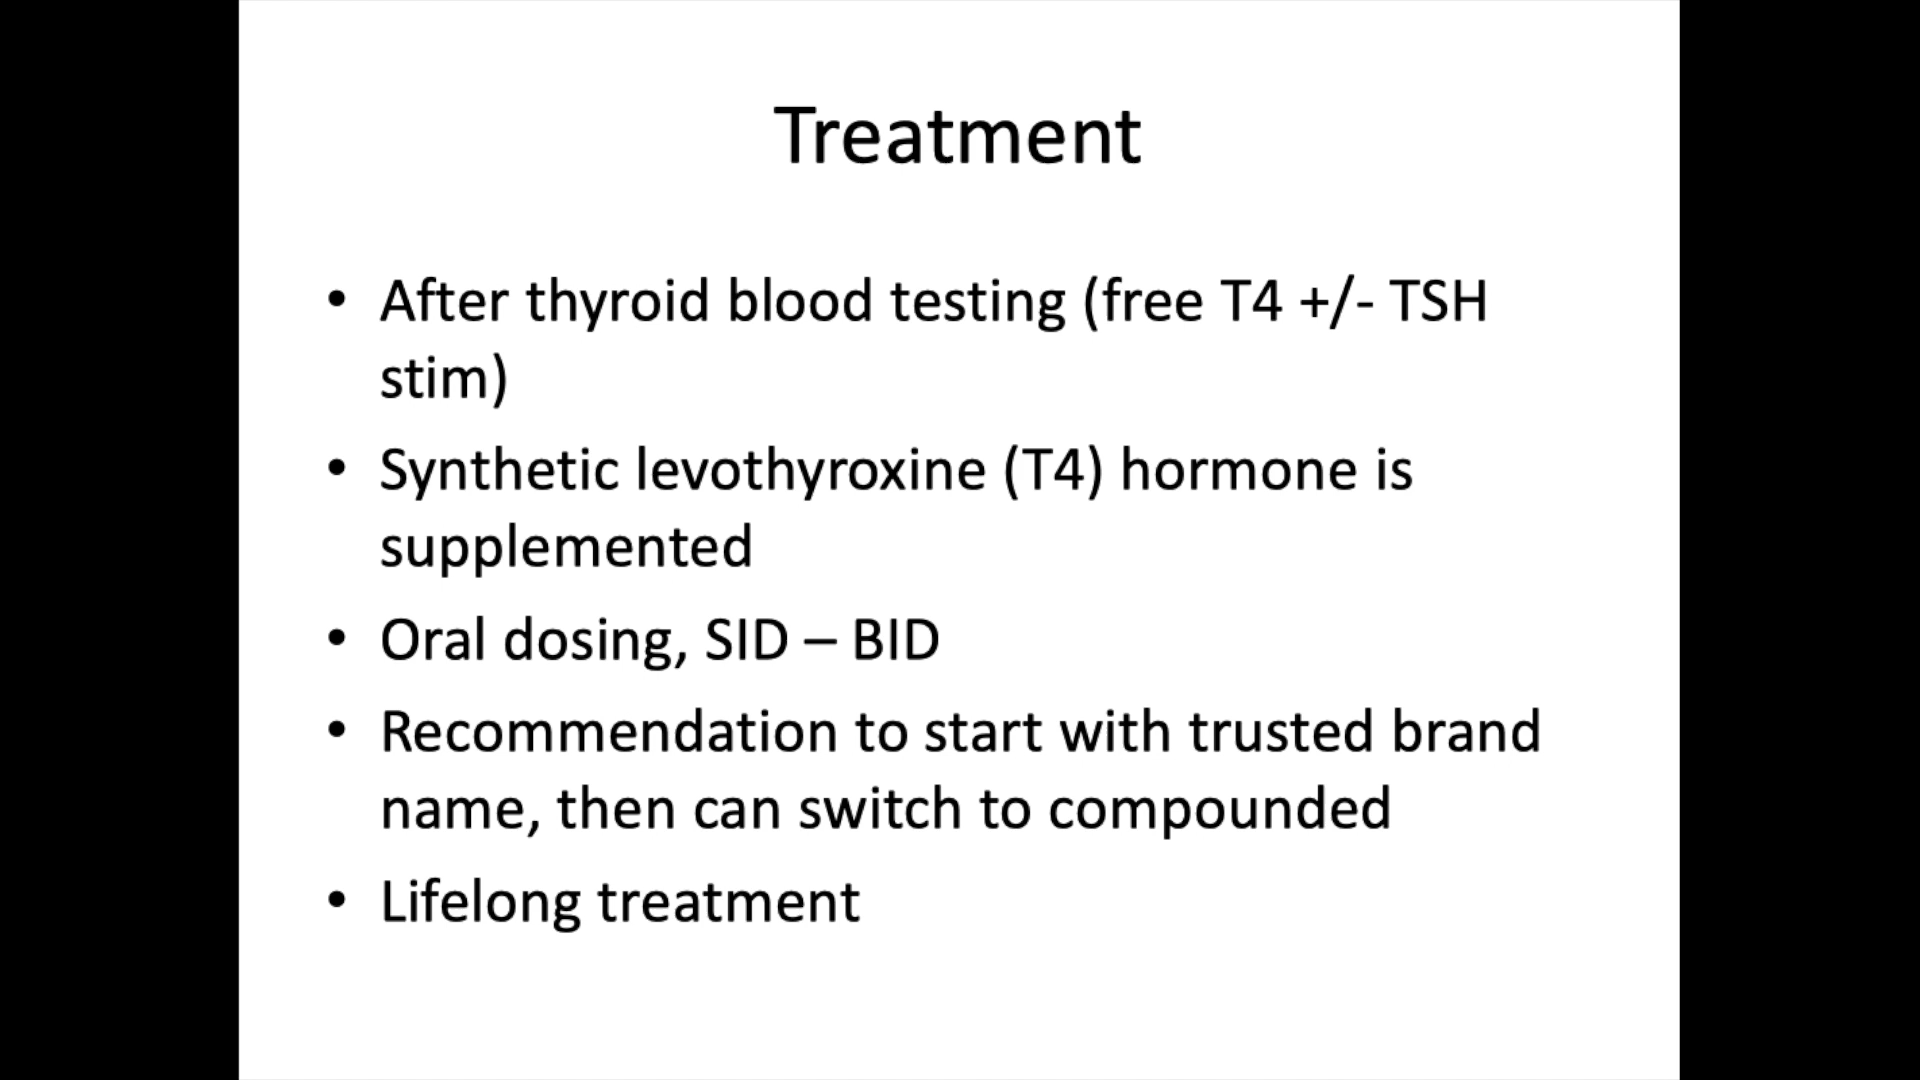 Treatment
• After thyroid blood testing (free T4 +/- TSH
stim)
• Synthetic levothyroxine (T4) hormone is
supplemented
• Oral dosing, SID – BID
• Recommendation to start with trusted brand
name, then can switch to compounded
• Lifelong treatment